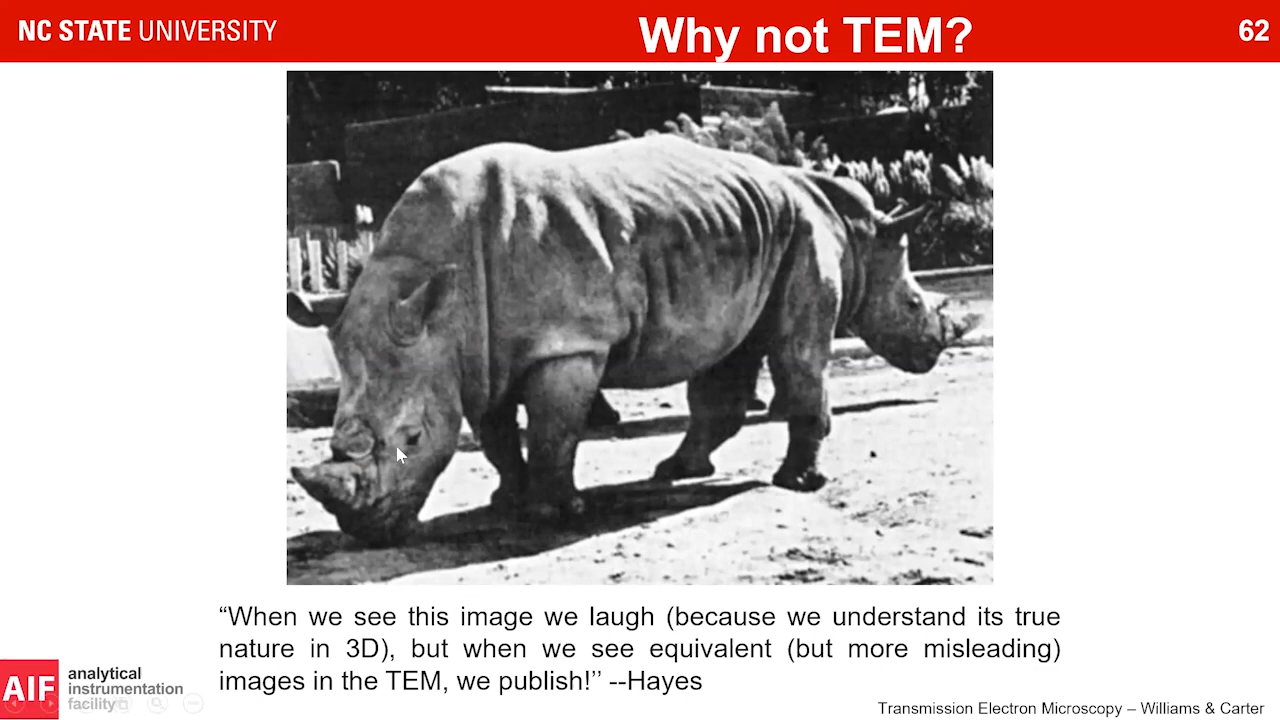 NC STATE UNIVERSITY
Why not TEM?
62
“When we see this image we laugh (because we understand its true
nature in 3D), but when we see equivalent (but more misleading)
images in the TEM, we publish!’’ --Hayes
AIF
analytical
instrumentation
facility
Transmission Electron Microscopy – Williams & Carter